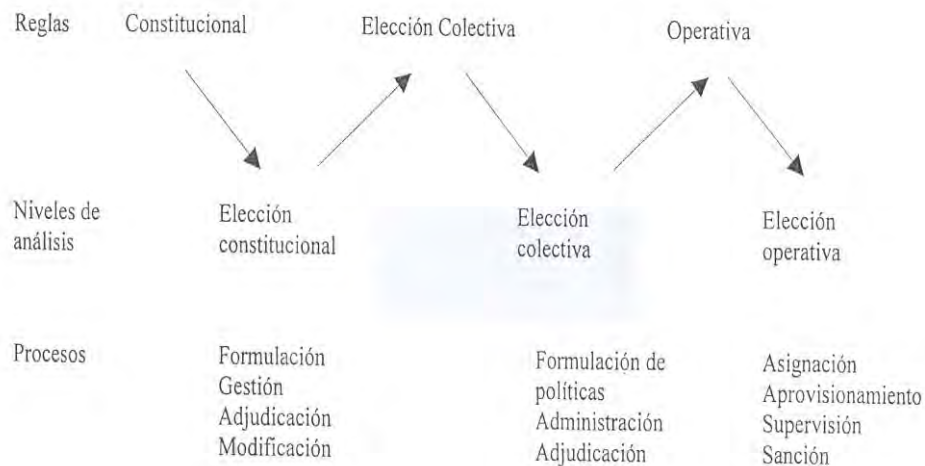 Reglas Constitucional Elección Colectiva Operativa
Niveles de análisis
Elección constitucional
Elección colectiva
Elección operativa
Procesos
Formulación
Gestión
Adjudicación
Modificación
Formulación de políticas
Administración
Adjudicación
Asignación
Aprovisionamiento
Supervisión
Sanción